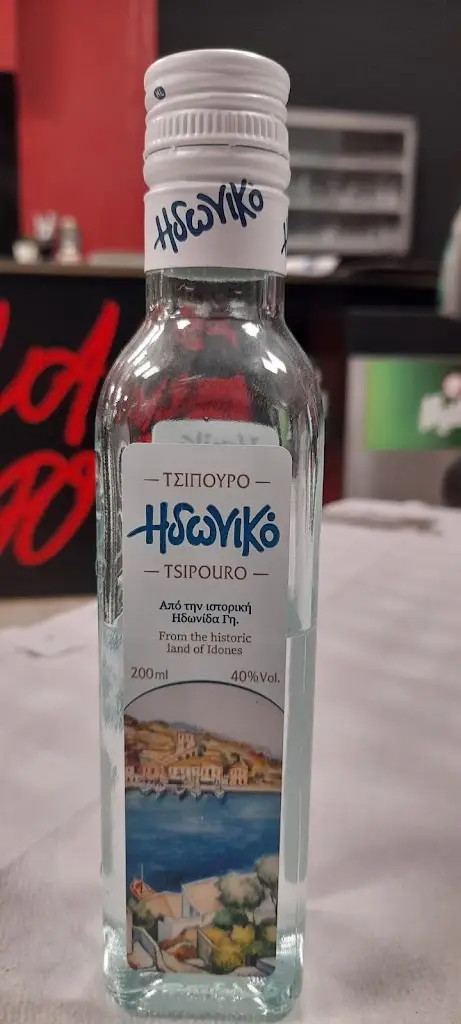 Ηδωνικό
— ΤΣΙΠΟΥΡΟ —
Ηδωνικό
— TSIPOURO —
Από την ιστορική
Ηδωνίδα Γη.
From the historic
land of Idones
200ml 40%Vol.